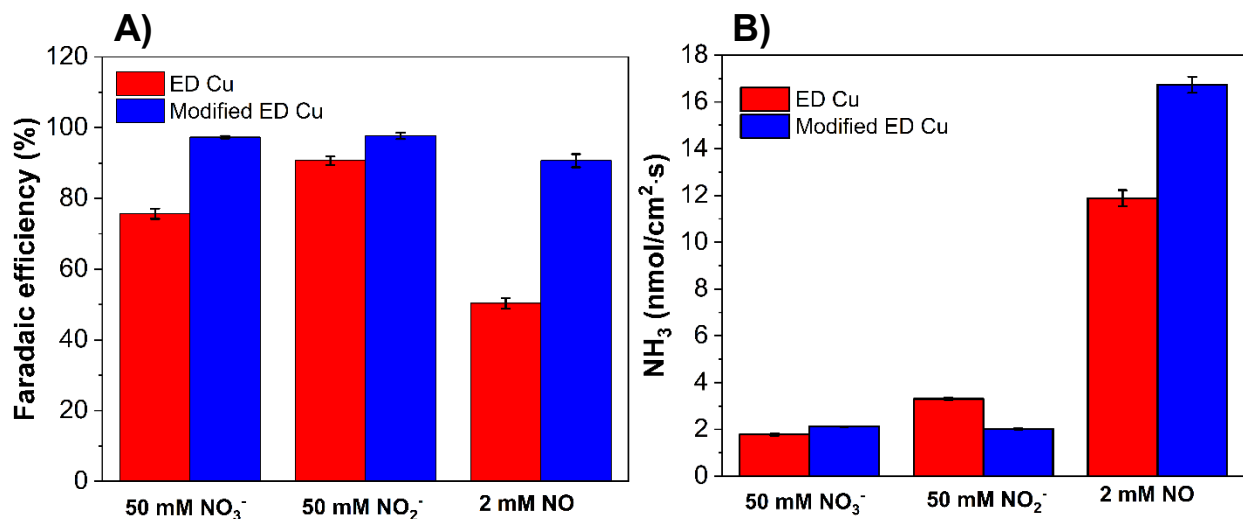 A)
Faradaic efficiency (%)
120
100
80
60
40
20
0
ED Cu
Modified ED Cu
50 mM NO₃⁻
50 mM NO₂⁻
2 mM NO
B)
NH₃ (nmol/cm²·s)
18
16
14
12
10
8
6
4
2
0
ED Cu
Modified ED Cu
50 mM NO₃⁻
50 mM NO₂⁻
2 mM NO